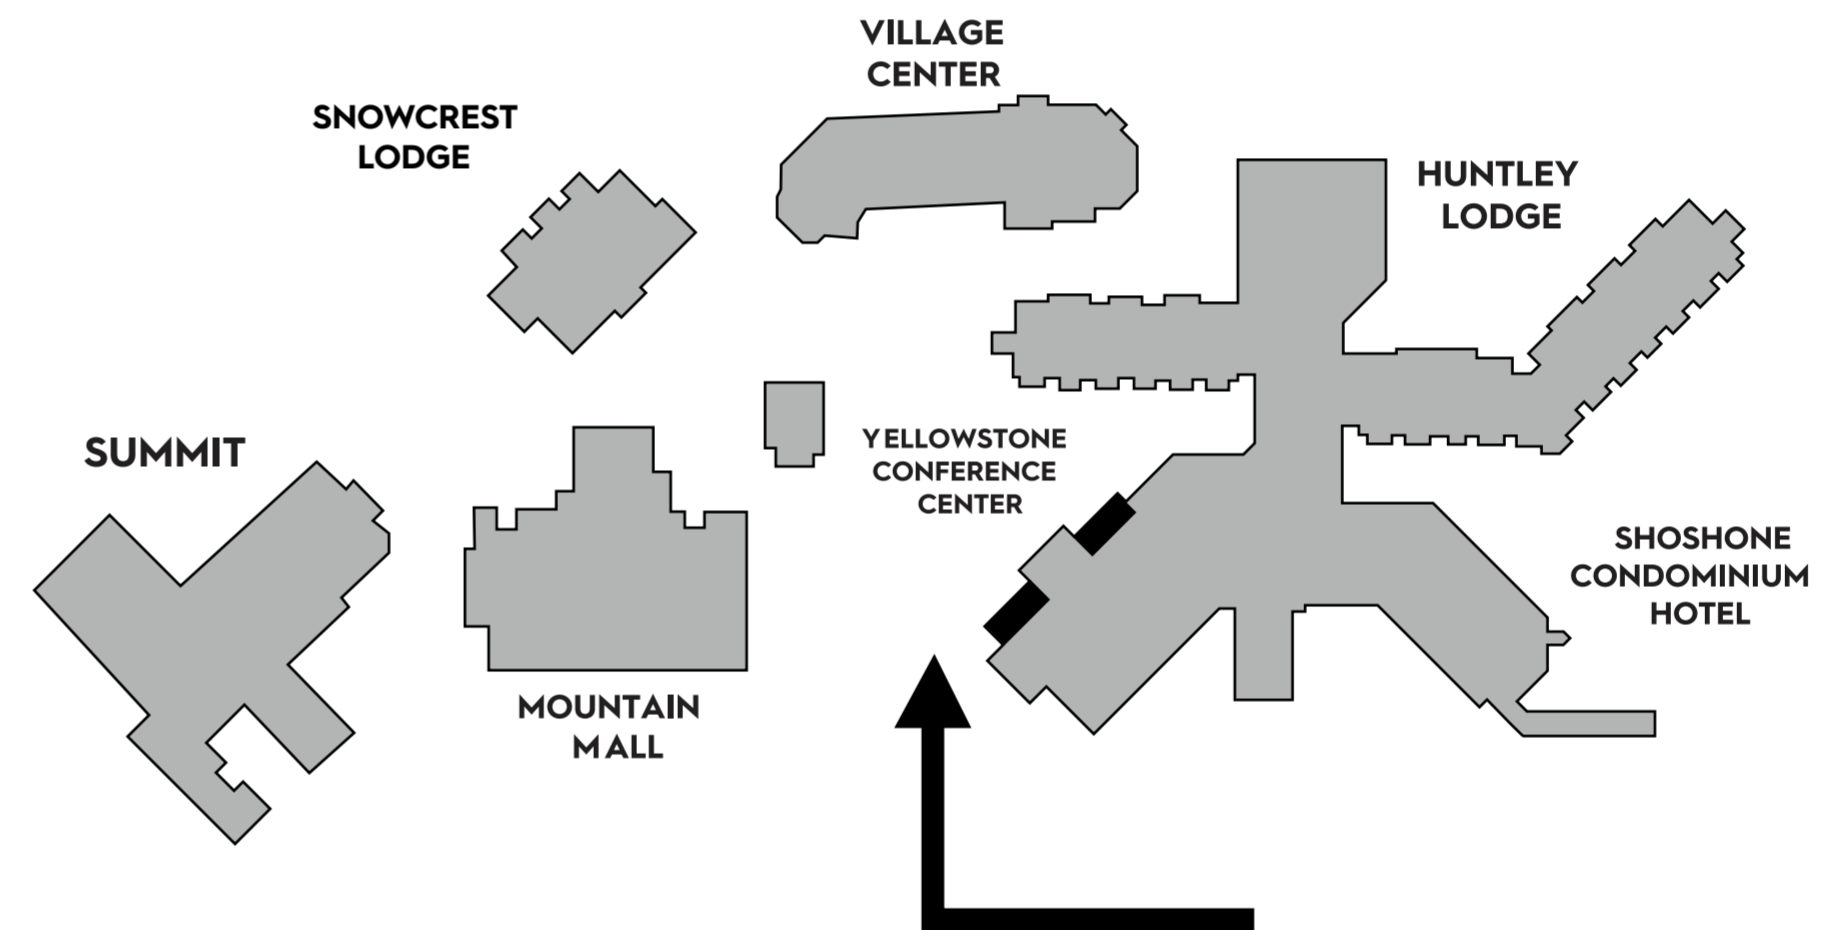 VILLAGE
CENTER
SNOWCREST
LODGE
HUNTLEY
LODGE
SUMMIT
YELLOWSTONE
CONFERENCE
CENTER
SHOSHONE
CONDOMINIUM
HOTEL
MOUNTAIN
MALL